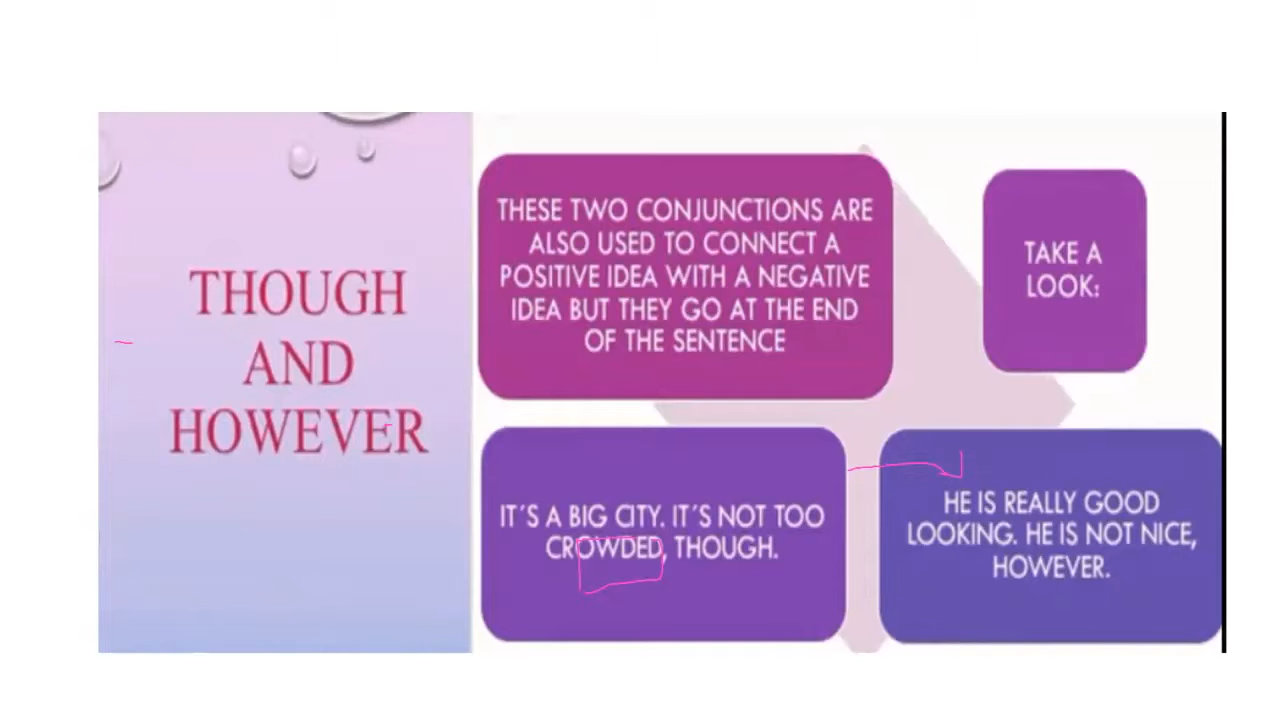 THOUGH
AND
HOWEVER
THESE TWO CONJUNCTIONS ARE
ALSO USED TO CONNECT A
POSITIVE IDEA WITH A NEGATIVE
IDEA BUT THEY GO AT THE END
OF THE SENTENCE
TAKE A
LOOK:
IT´S A BIG CITY. IT´S NOT TOO
CROWDED, THOUGH.
HE IS REALLY GOOD
LOOKING. HE IS NOT NICE,
HOWEVER.